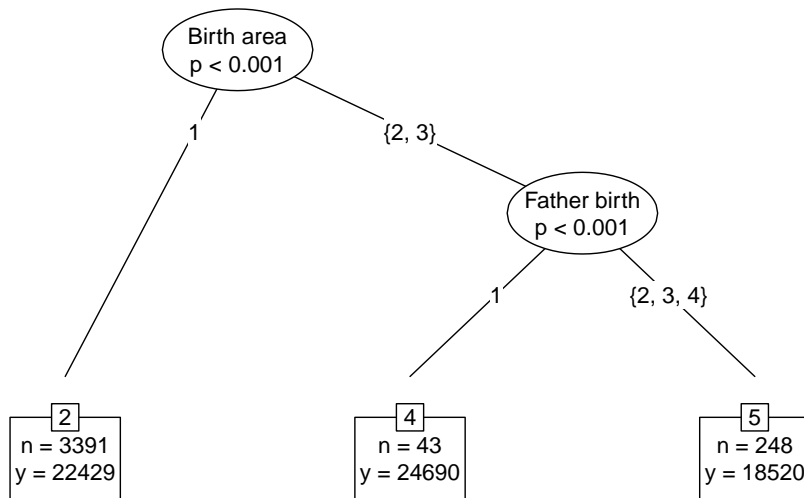 Birth area
p < 0.001
1
{2, 3}
Father birth
p < 0.001
1
{2, 3, 4}
2
n = 3391
y = 22429
4
n = 43
y = 24690
5
n = 248
y = 18520